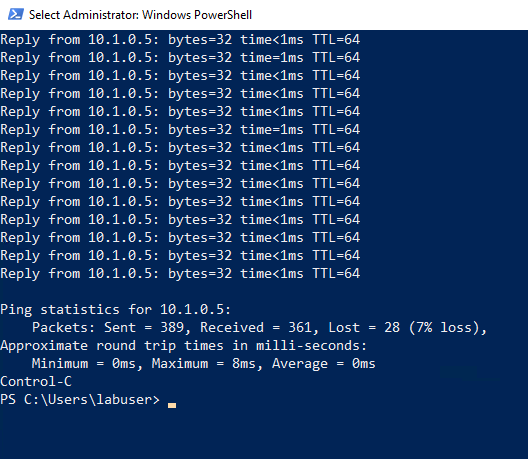 Select Administrator: Windows PowerShell
Reply from 10.1.0.5: bytes=32 time<1ms TTL=64
Reply from 10.1.0.5: bytes=32 time=1ms TTL=64
Reply from 10.1.0.5: bytes=32 time<1ms TTL=64
Reply from 10.1.0.5: bytes=32 time<1ms TTL=64
Reply from 10.1.0.5: bytes=32 time<1ms TTL=64
Reply from 10.1.0.5: bytes=32 time=1ms TTL=64
Reply from 10.1.0.5: bytes=32 time<1ms TTL=64
Reply from 10.1.0.5: bytes=32 time<1ms TTL=64
Reply from 10.1.0.5: bytes=32 time<1ms TTL=64
Reply from 10.1.0.5: bytes=32 time<1ms TTL=64
Reply from 10.1.0.5: bytes=32 time<1ms TTL=64
Reply from 10.1.0.5: bytes=32 time<1ms TTL=64
Reply from 10.1.0.5: bytes=32 time<1ms TTL=64
Reply from 10.1.0.5: bytes=32 time<1ms TTL=64
Ping statistics for 10.1.0.5:
Packets: Sent = 389, Received = 361, Lost = 28 (7% loss),
Approximate round trip times in milli-seconds:
Minimum = 0ms, Maximum = 8ms, Average = 0ms
Control-C
PS C:\Users\labuser>